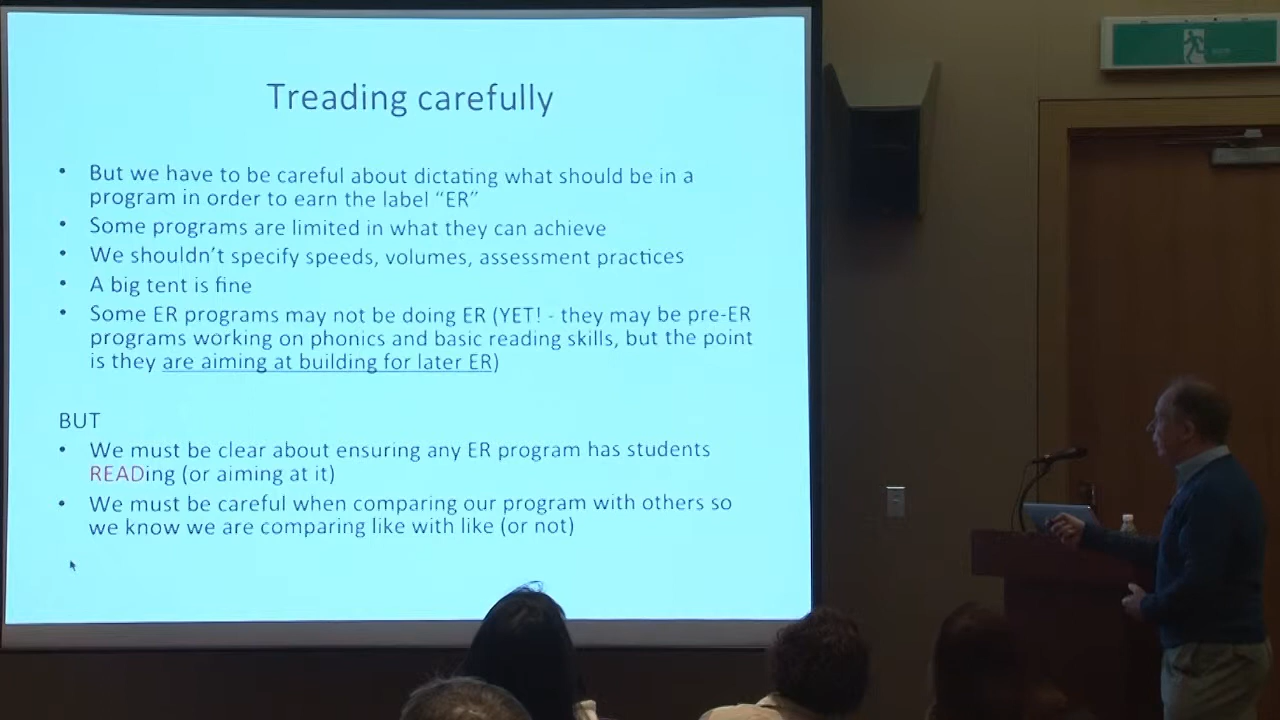 Treading carefully
• But we have to be careful about dictating what should be in a
program in order to earn the label “ER”
• Some programs are limited in what they can achieve
• We shouldn’t specify speeds, volumes, assessment practices
• A big tent is fine
• Some ER programs may not be doing ER (YET! - they may be pre-ER
programs working on phonics and basic reading skills, but the point
is they are aiming at building for later ER)
BUT
• We must be clear about ensuring any ER program has students
READing (or aiming at it)
• We must be careful when comparing our program with others so
we know we are comparing like with like (or not)